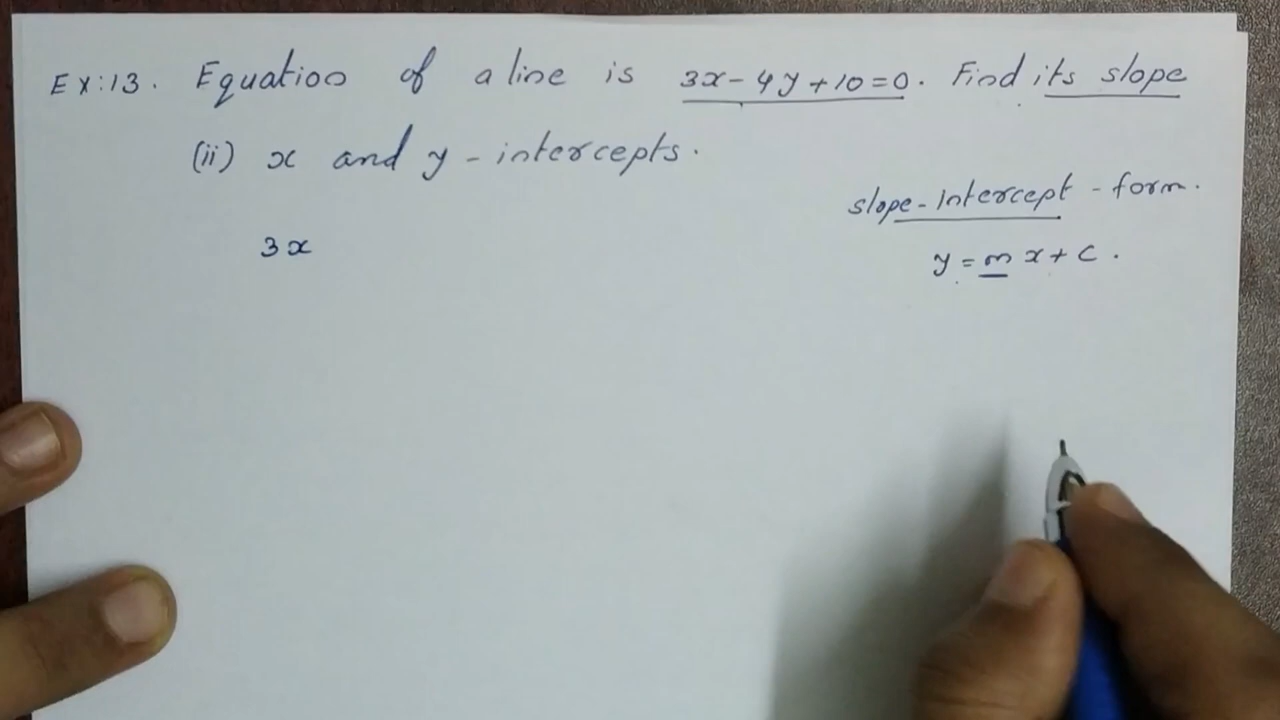 Ex:13. Equation of a line is 3x-4y+10=0. Find its slope
(ii) x and y-intercepts.
slope-intercept-form.
3x
y=mx+c.